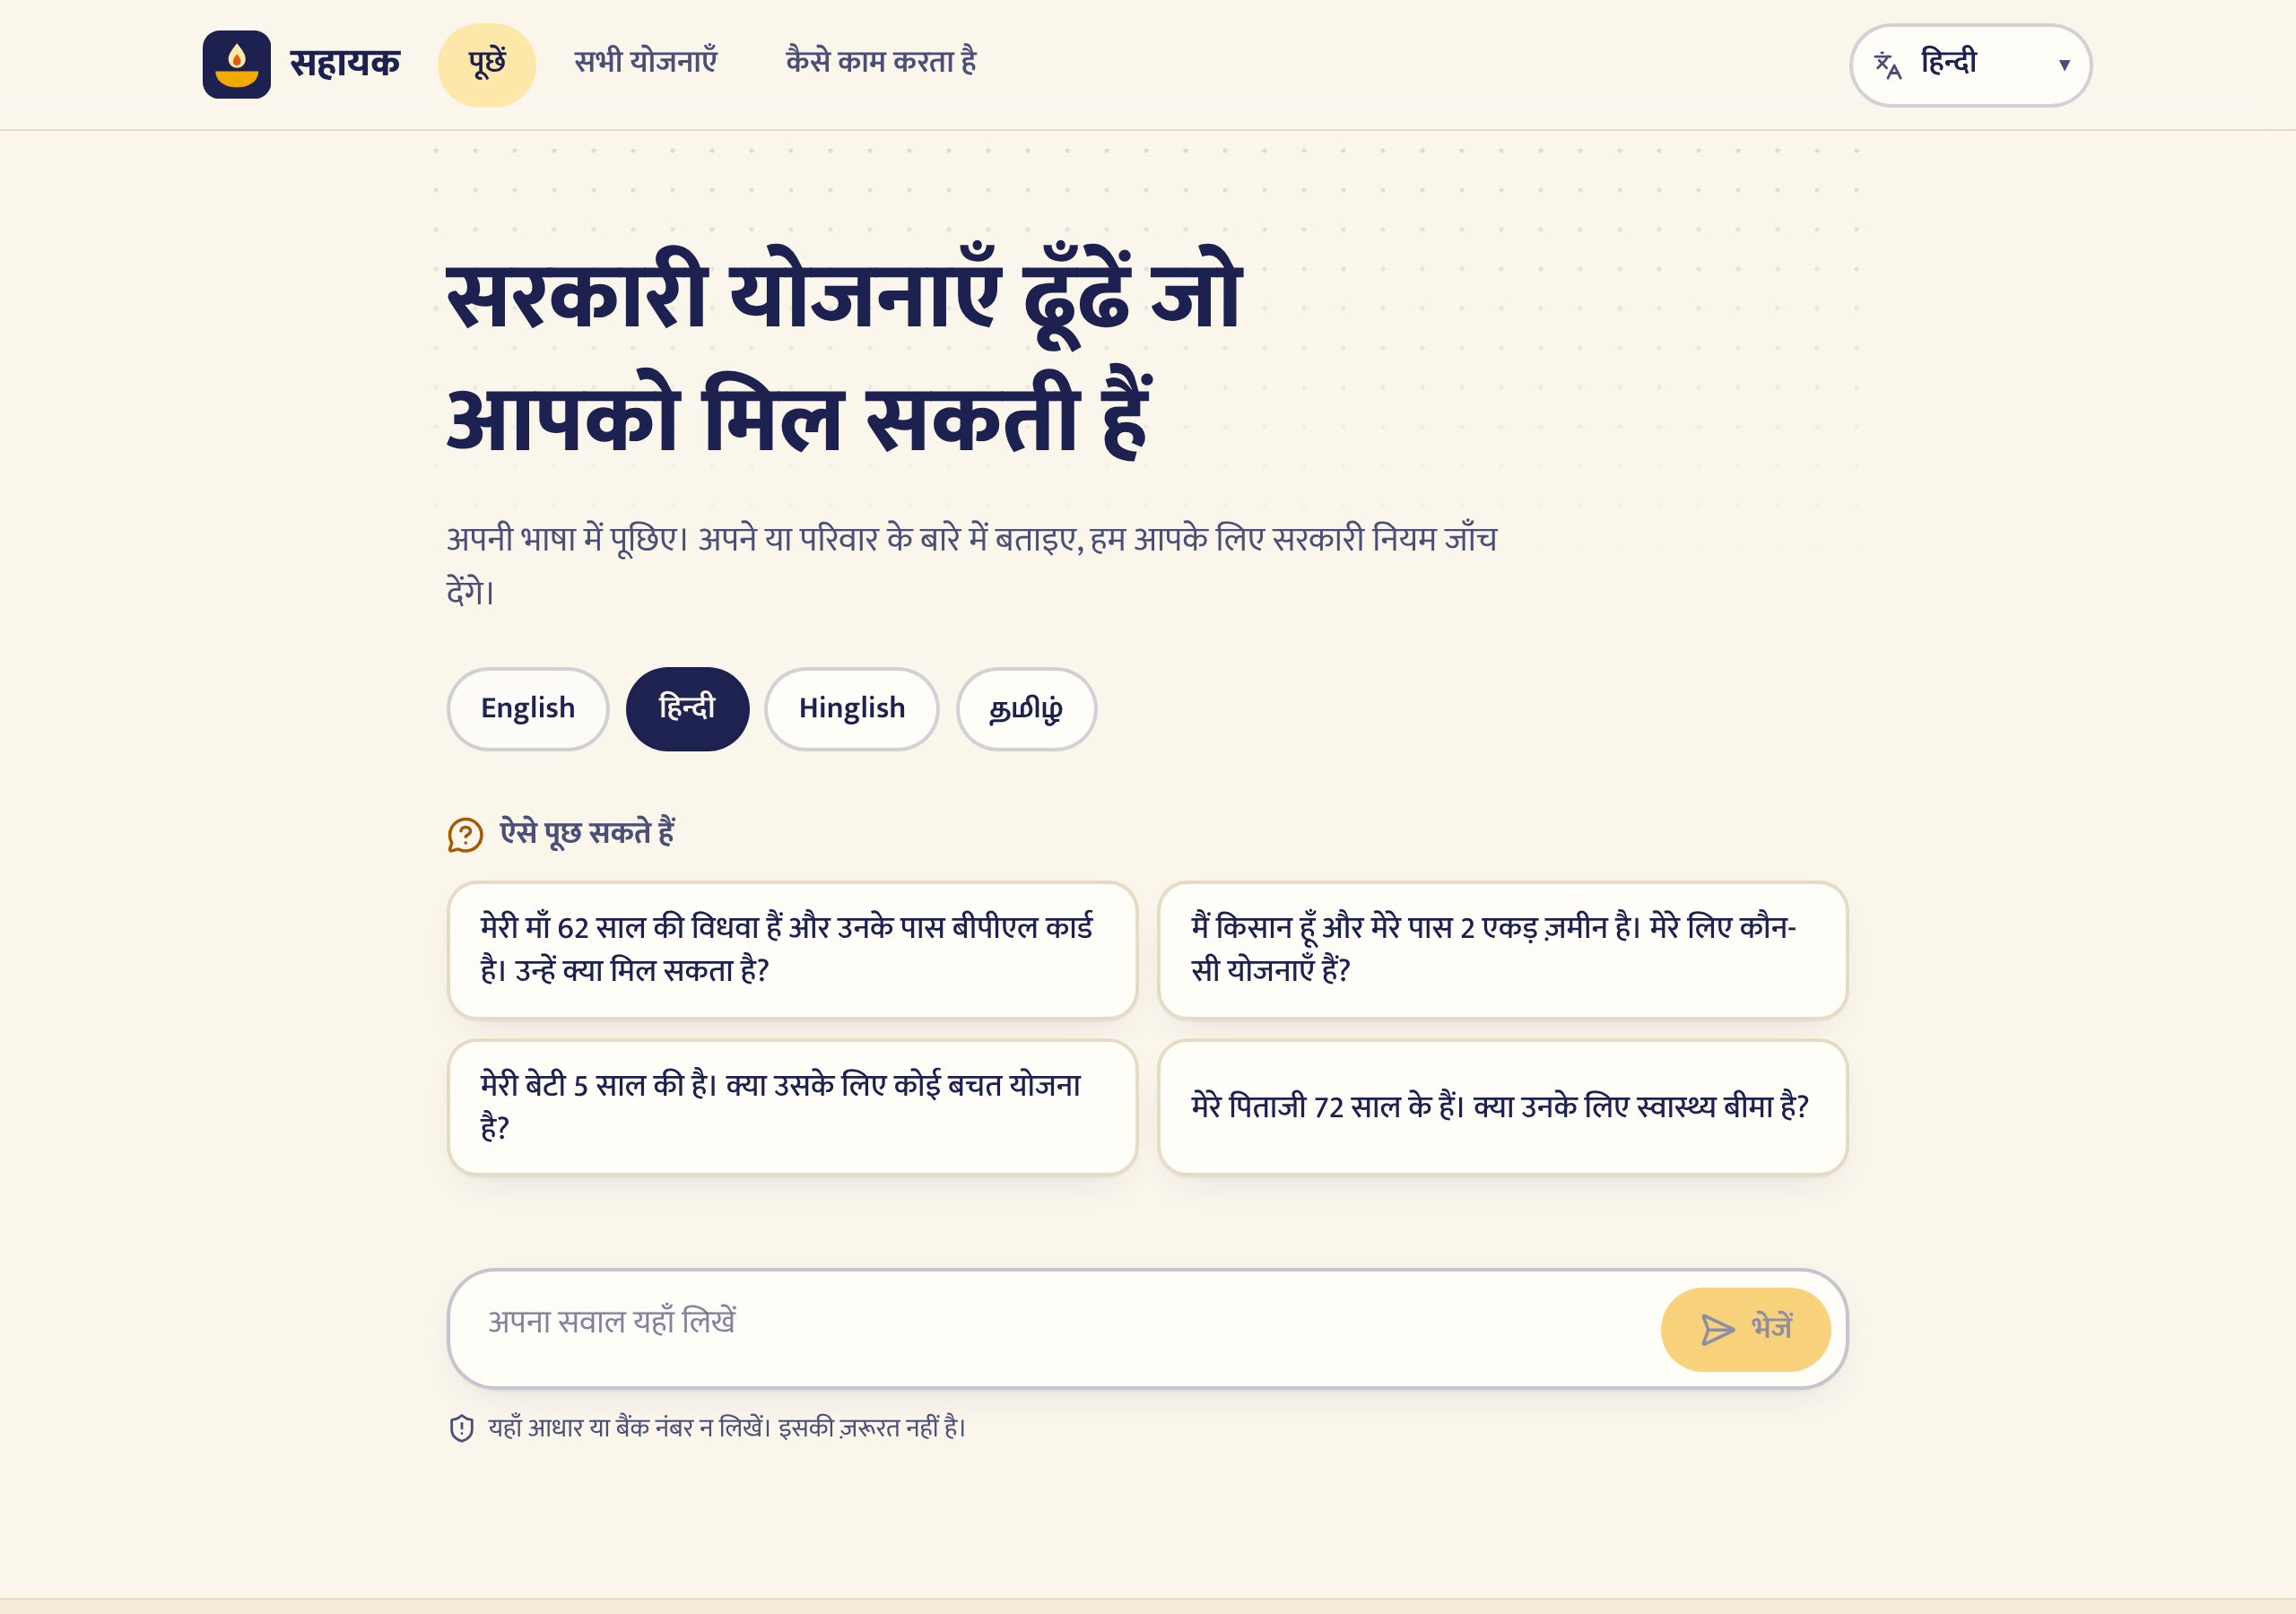 सहायक
पूछें
सभी योजनाएँ
कैसे काम करता है
हिन्दी
सरकारी योजनाएँ ढूँढें जो
आपको मिल सकती हैं
अपनी भाषा में पूछिए। अपने या परिवार के बारे में बताइए, हम आपके लिए सरकारी नियम जाँच
देंगे।
English
हिन्दी
Hinglish
தமிழ்
ऐसे पूछ सकते हैं
मेरी माँ 62 साल की विधवा हैं और उनके पास बीपीएल कार्ड
है। उन्हें क्या मिल सकता है?
मैं किसान हूँ और मेरे पास 2 एकड़ ज़मीन है। मेरे लिए कौन-
सी योजनाएँ हैं?
मेरी बेटी 5 साल की है। क्या उसके लिए कोई बचत योजना
है?
मेरे पिताजी 72 साल के हैं। क्या उनके लिए स्वास्थ्य बीमा है?
अपना सवाल यहाँ लिखें
भेजें
यहाँ आधार या बैंक नंबर न लिखें। इसकी ज़रूरत नहीं है।